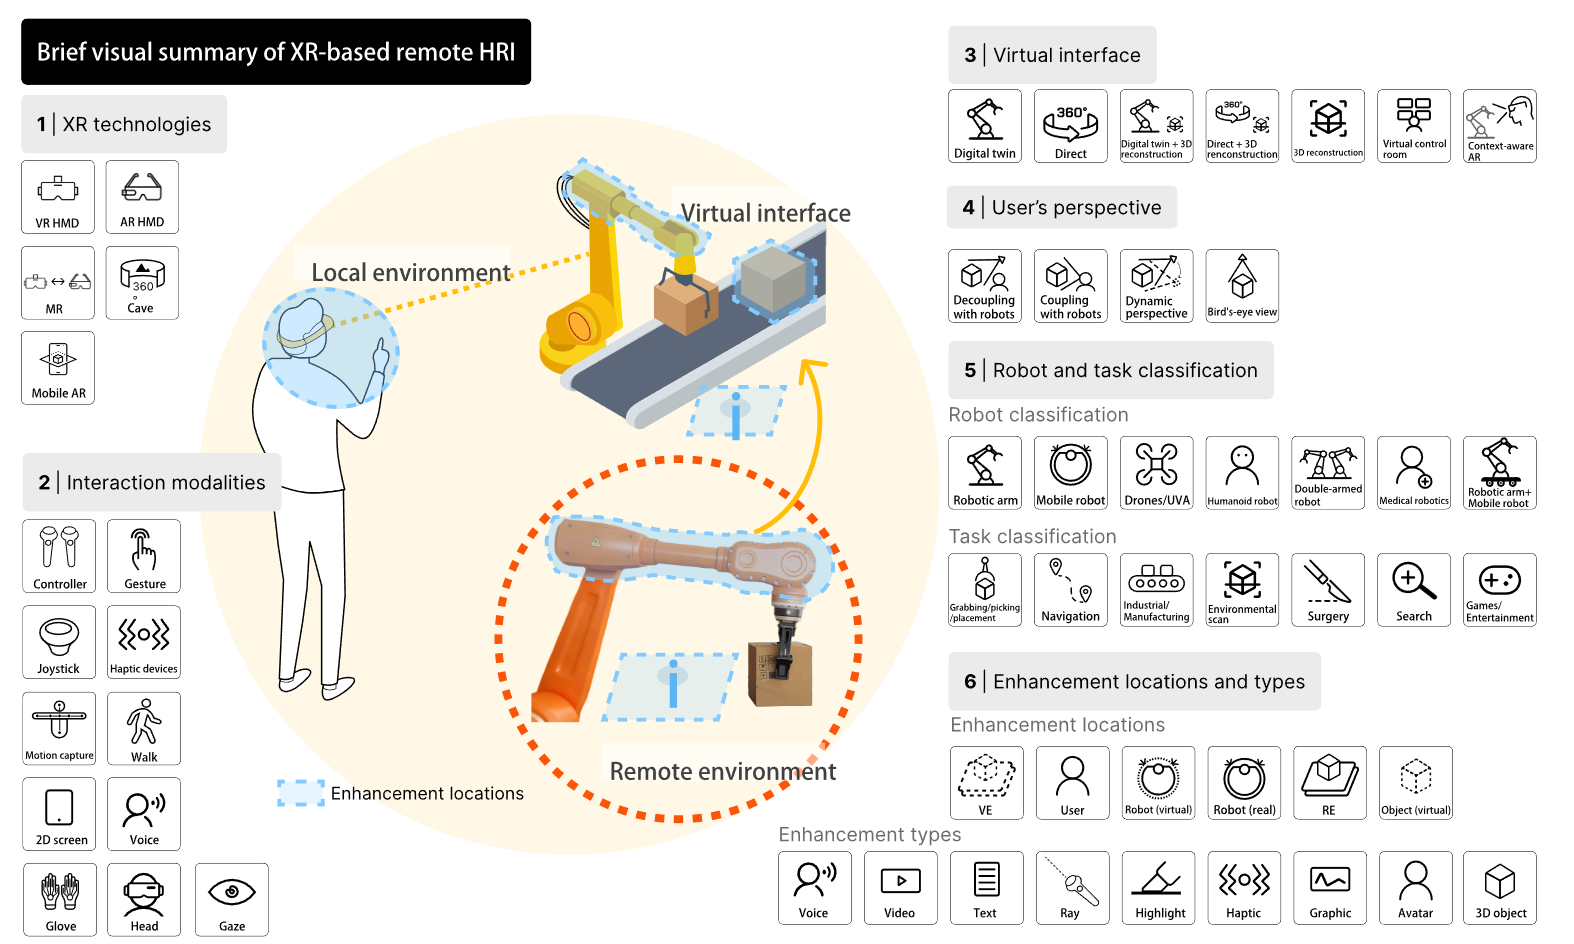 Brief visual summary of XR-based remote HRI
1 | XR technologies
VR HMD
AR HMD
MR
360
°
Cave
Mobile AR
2 | Interaction modalities
Controller
Gesture
Joystick
Haptic devices
Motion capture
Walk
2D screen
Voice
Glove
Head
Gaze
Local environment
Virtual interface
Remote environment
Enhancement locations
3 | Virtual interface
Digital twin
360°
Direct
Digital twin + 3D
reconstruction
360°
Direct + 3D
renconstruction
3D reconstruction
Virtual control
room
Context-aware
AR
4 | User's perspective
Decoupling
with robots
Coupling
with robots
Dynamic
perspective
Bird's-eye view
5 | Robot and task classification
Robot classification
Robotic arm
Mobile robot
Drones/UVA
Humanoid robot
Double-armed
robot
Medical robotics
Robotic arm+
Mobile robot
Task classification
Grabbing/picking
/placement
Navigation
Industrial/
Manufacturing
Environmental
scan
Surgery
Search
Games/
Entertainment
6 | Enhancement locations and types
Enhancement locations
VE
User
Robot (virtual)
Robot (real)
RE
Object (virtual)
Enhancement types
Voice
Video
Text
Ray
Highlight
Haptic
Graphic
Avatar
3D object